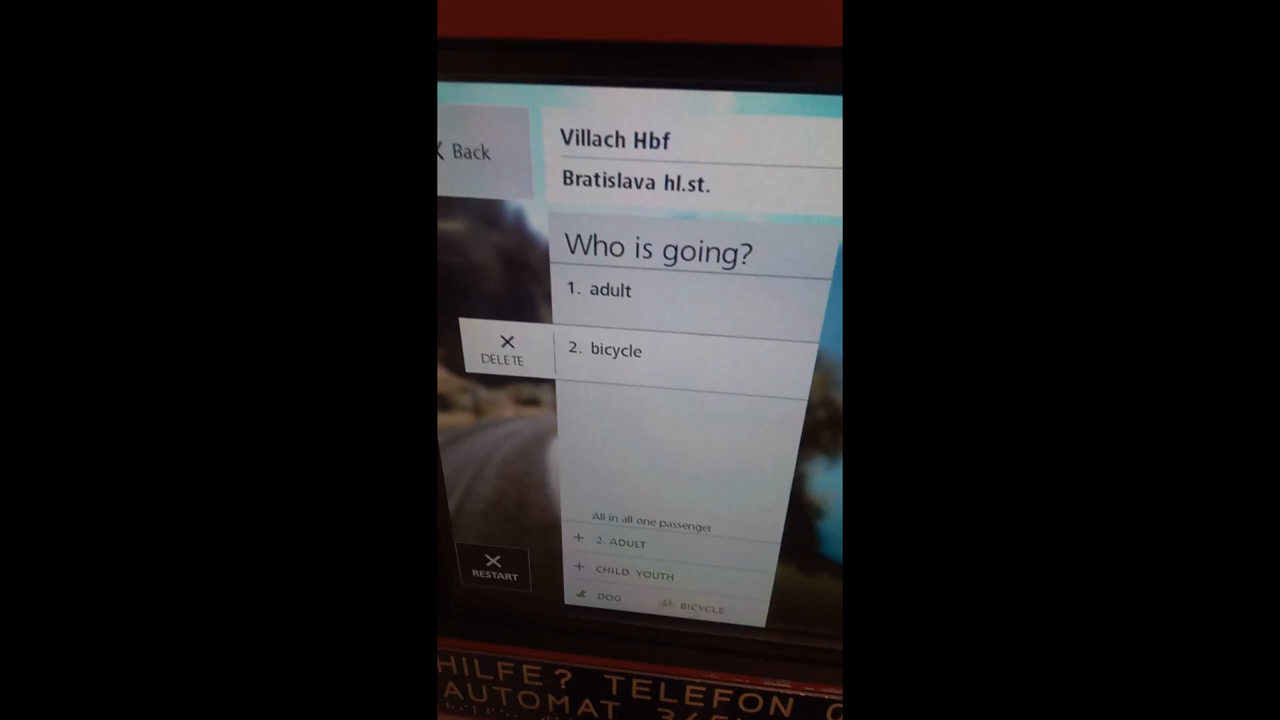 Back
Villach Hbf
Bratislava hl.st.
Who is going?
1. adult
DELETE
2. bicycle
All in all one passenger
+ 2. ADULT
+ CHILD, YOUTH
DOG BICYCLE
RESTART
HILFE? TELEFON
AUTOMAT